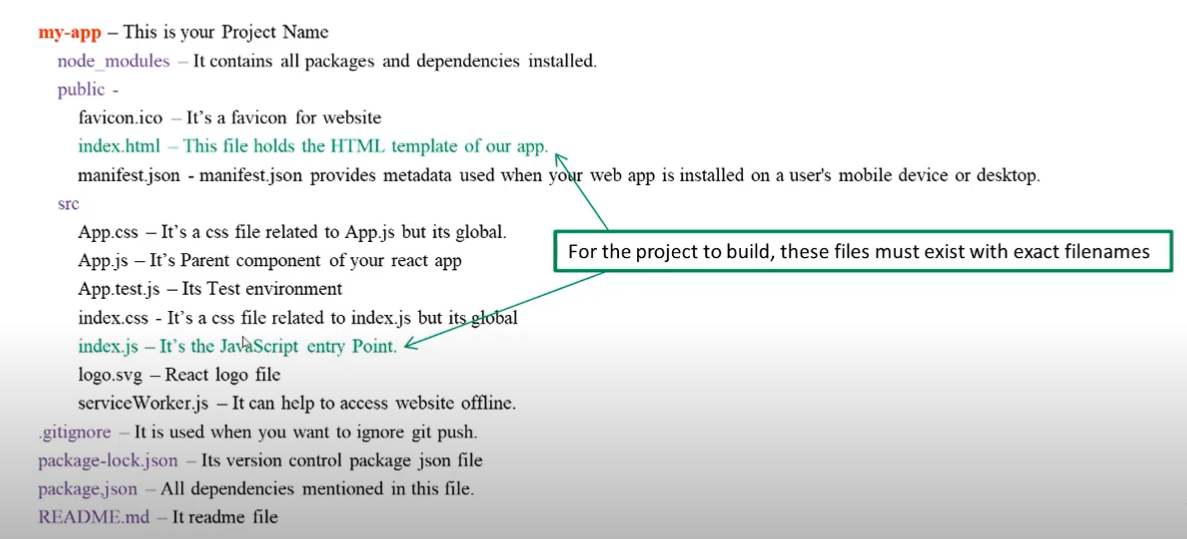 my-app – This is your Project Name
node_modules – It contains all packages and dependencies installed.
public -
favicon.ico – It's a favicon for website
index.html – This file holds the HTML template of our app.
manifest.json - manifest.json provides metadata used when your web app is installed on a user's mobile device or desktop.
src
App.css – It's a css file related to App.js but its global.
For the project to build, these files must exist with exact filenames
App.js – It's Parent component of your react app
App.test.js – Its Test environment
index.css - It's a css file related to index.js but its global
index.js – It's the JavaScript entry Point.
logo.svg – React logo file
serviceWorker.js – It can help to access website offline.
.gitignore – It is used when you want to ignore git push.
package-lock.json – Its version control package json file
package.json – All dependencies mentioned in this file.
README.md – It readme file